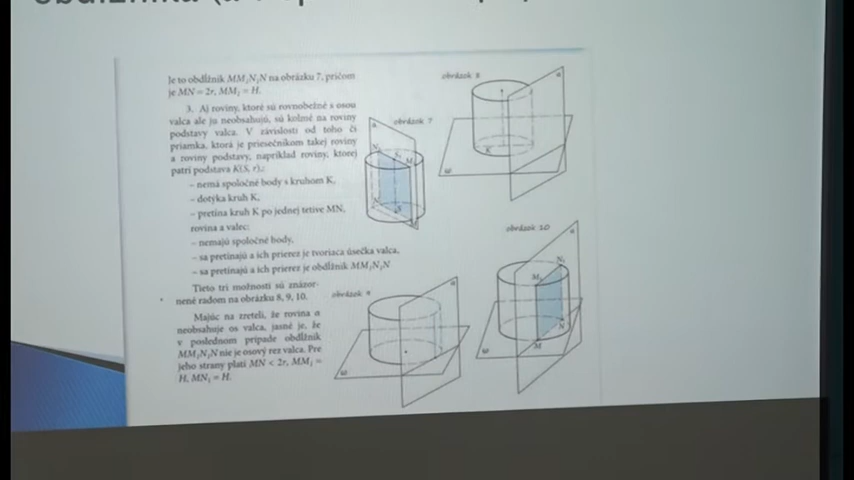 Je to obdĺžnik MM₁N₁N na obrázku 7, pričom
je MN = 2r, MM₁ = H.
3. Aj roviny, ktoré sú rovnobežné s osou
valca ale ju neobsahujú, sú kolmé na roviny
podstavy valca. V závislosti od toho či
priamka, ktorá je priesečníkom takej roviny
a roviny podstavy, napríklad roviny, ktorej
patrí podstava K(S, r).:
– nemá spoločné body s kruhom K,
– dotýka kruh K,
– pretína kruh K po jednej tetive MN,
rovina a valec:
– nemajú spoločné body,
– sa pretínajú a ich prierez je tvoriaca úsečka valca,
– sa pretínajú a ich prierez je obdĺžnik MM₁N₁N
Tieto tri možnosti sú znázor-
nené radom na obrázku 8, 9, 10.
Majúc na zreteli, že rovina α
neobsahuje os valca, jasné je, že
v poslednom prípade obdĺžnik
MM₁N₁N nie je osový rez valca. Pre
jeho strany platí MN < 2r, MM₁ =
H, NN₁ = H.
obrázok 7
obrázok 8
obrázok 9
obrázok 10